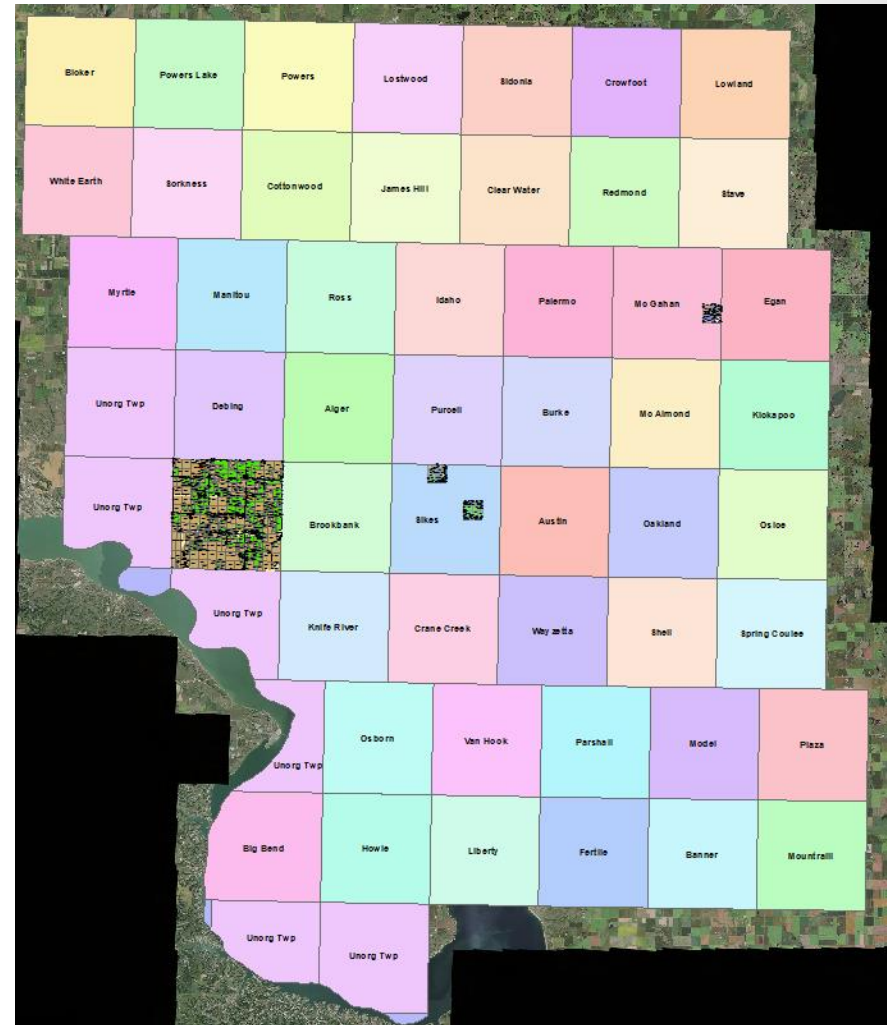 Bicker
Powers Lake
Powers
Lostwood
Sidonia
Crowfoot
Lowland
White Earth
Sorkness
Cottonwood
James Hill
Clear Water
Redmond
Stave
Myrtle
Manitou
Ross
Idaho
Palermo
Mc Gahan
Egan
Unorg Twp
Debing
Alger
Purcell
Burke
Mc Almond
Kickapoo
Unorg Twp
Brookbank
Sikes
Austin
Oakland
Osloe
Unorg Twp
Knife River
Crane Creek
Wayzetta
Shell
Spring Coulee
Unorg Twp
Osborn
Van Hook
Parshall
Model
Plaza
Big Bend
Howie
Liberty
Fertile
Banner
Mountrail
Unorg Twp
Unorg Twp